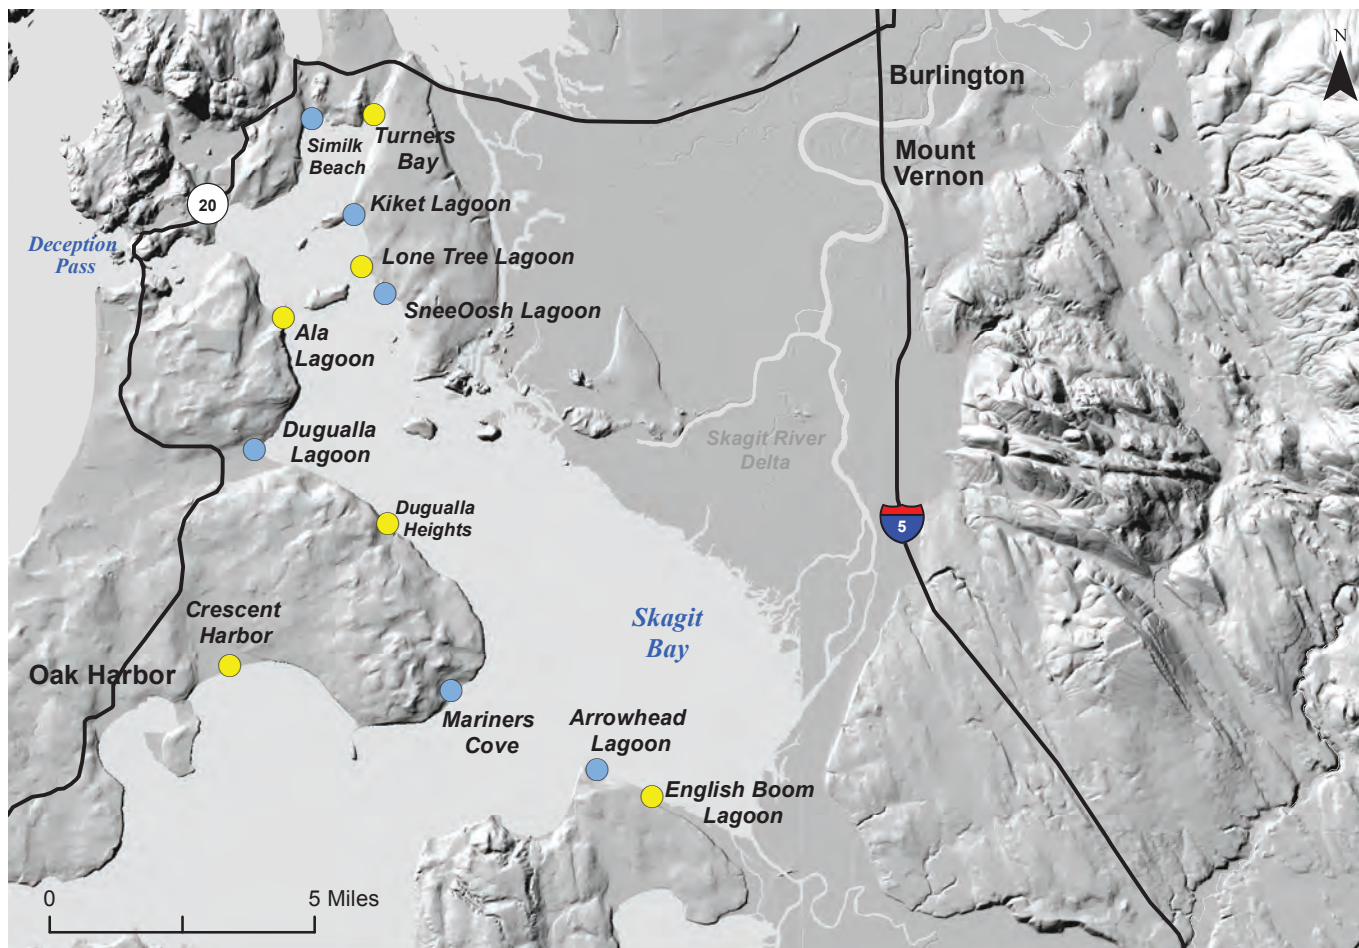 N
Burlington
Mount
Vernon
Similk
Beach
Turners
Bay
20
Kiket Lagoon
Deception
Pass
Lone Tree Lagoon
SneeOosh Lagoon
Ala
Lagoon
Dugualla
Lagoon
Skagit River
Delta
Dugualla
Heights
5
Crescent
Harbor
Skagit
Bay
Oak Harbor
Mariners
Cove
Arrowhead
Lagoon
English Boom
Lagoon
0
5 Miles